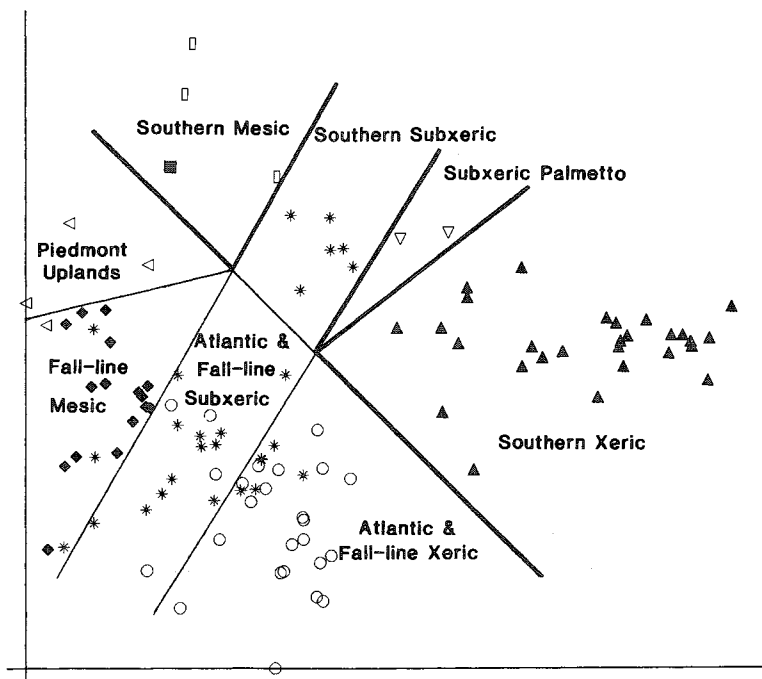 Southern Mesic
Southern Subxeric
Subxeric Palmetto
Piedmont
Uplands
Atlantic &
Fall-line
Subxeric
Fall-line
Mesic
Southern Xeric
Atlantic &
Fall-line Xeric